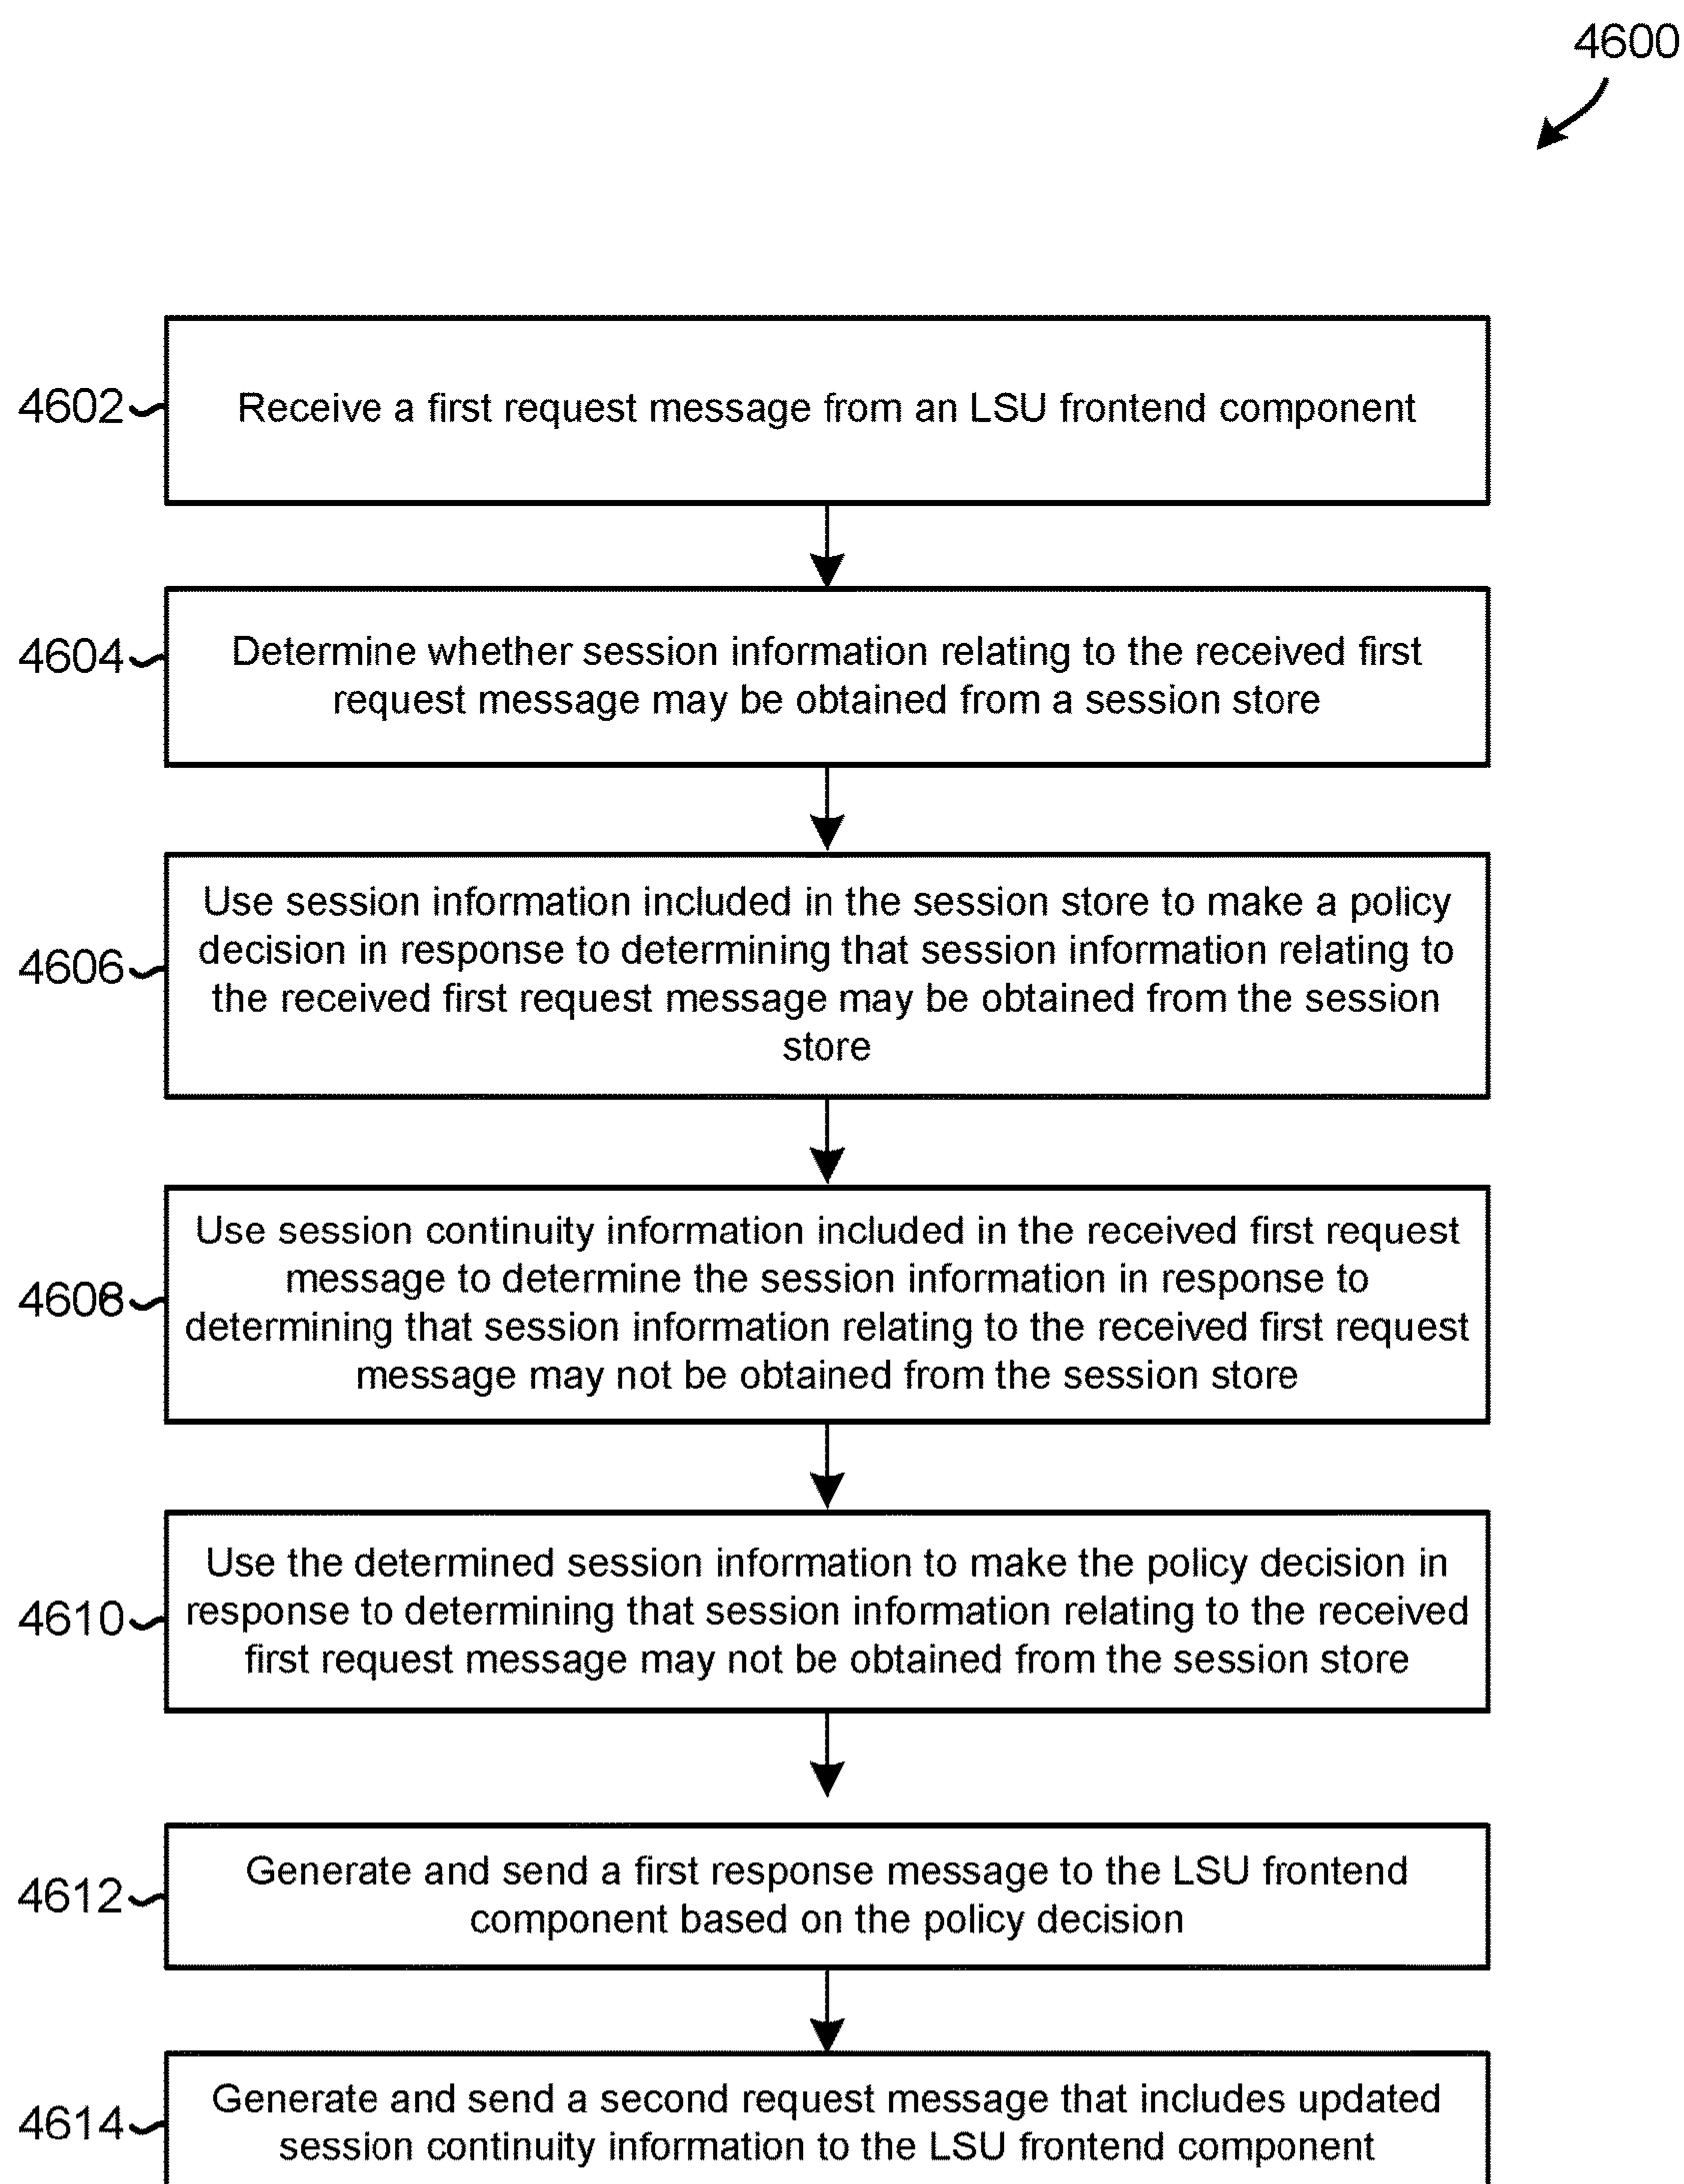 4600
4602
Receive a first request message from an LSU frontend component
4604
Determine whether session information relating to the received first
request message may be obtained from a session store
4606
Use session information included in the session store to make a policy
decision in response to determining that session information relating to
the received first request message may be obtained from the session
store
4608
Use session continuity information included in the received first request
message to determine the session information in response to
determining that session information relating to the received first request
message may not be obtained from the session store
4610
Use the determined session information to make the policy decision in
response to determining that session information relating to the received
first request message may not be obtained from the session store
4612
Generate and send a first response message to the LSU frontend
component based on the policy decision
4614
Generate and send a second request message that includes updated
session continuity information to the LSU frontend component